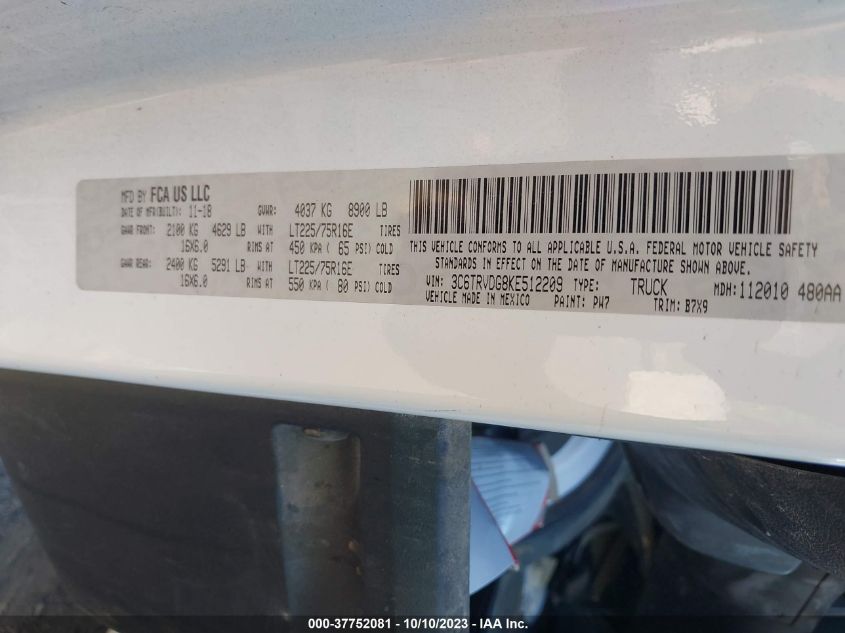 MFD BY FCA US LLC
DATE OF MFR(BUILT): 11-18 GVWR: 4037 KG 8900 LB
GAWR FRONT: 2100 KG 4629 LB WITH LT225/75R16E TIRES
16X6.0 RIMS AT 450 KPA ( 65 PSI) COLD
GAWR REAR: 2400 KG 5291 LB WITH LT225/75R16E TIRES
16X6.0 RIMS AT 550 KPA ( 80 PSI) COLD
THIS VEHICLE CONFORMS TO ALL APPLICABLE U.S.A. FEDERAL MOTOR VEHICLE SAFETY
STANDARDS IN EFFECT ON THE DATE OF MANUFACTURE SHOWN ABOVE.
VIN: 3C6TRVDG8KE512209 TYPE: TRUCK MDH: 112010 480AA
VEHICLE MADE IN MEXICO PAINT: PW7 TRIM: B7X9
000-37752081 - 10/10/2023 - IAA Inc.